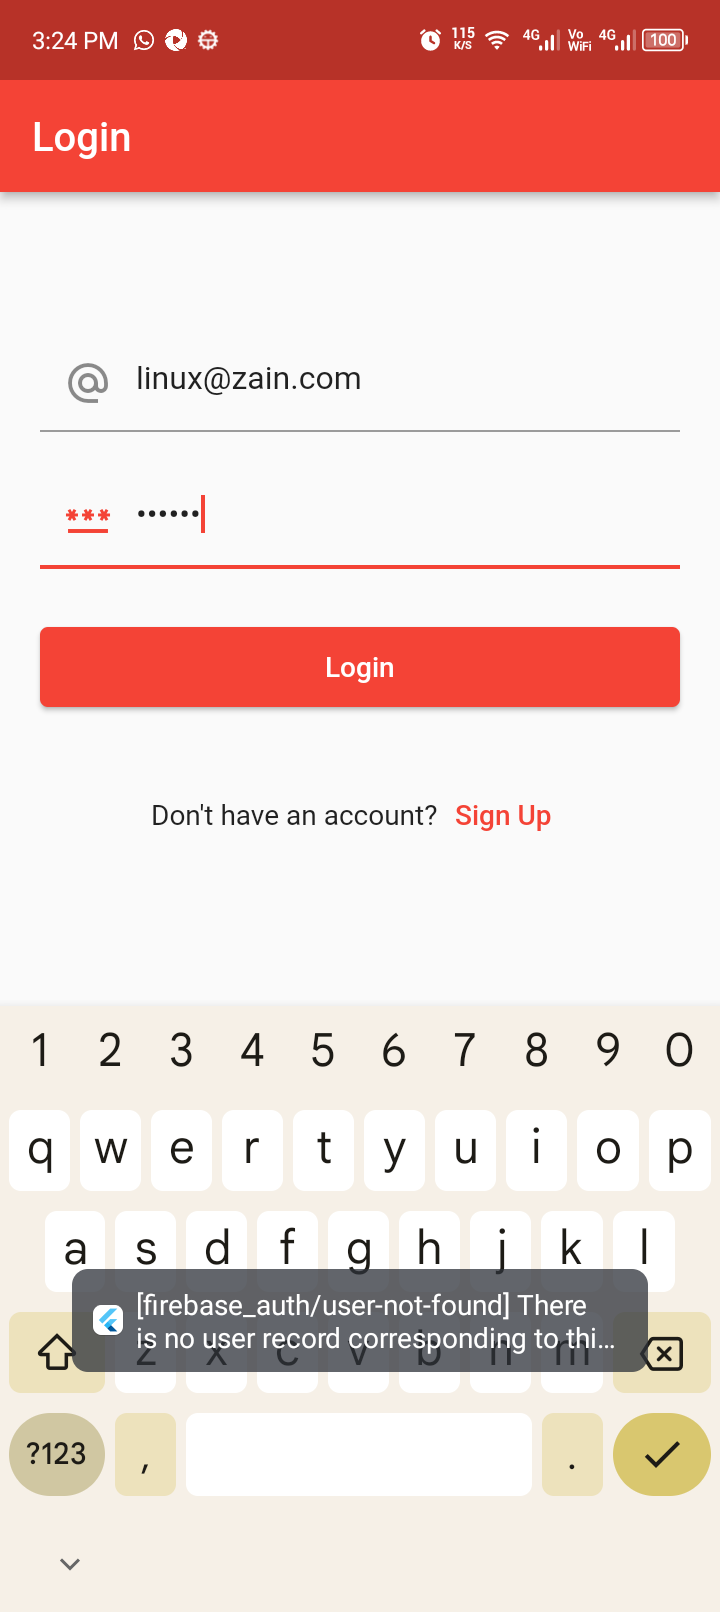 3:24 PM 115 K/S 4G Vo WiFi 4G 100
Login
linux@zain.com
***
••••••
Login
Don't have an account? Sign Up
1 2 3 4 5 6 7 8 9 0
q w e r t y u i o p
a s d f g h j k l
[firebase_auth/user-not-found] There
is no user record corresponding to thi...
z x c v b n m
?123 , .